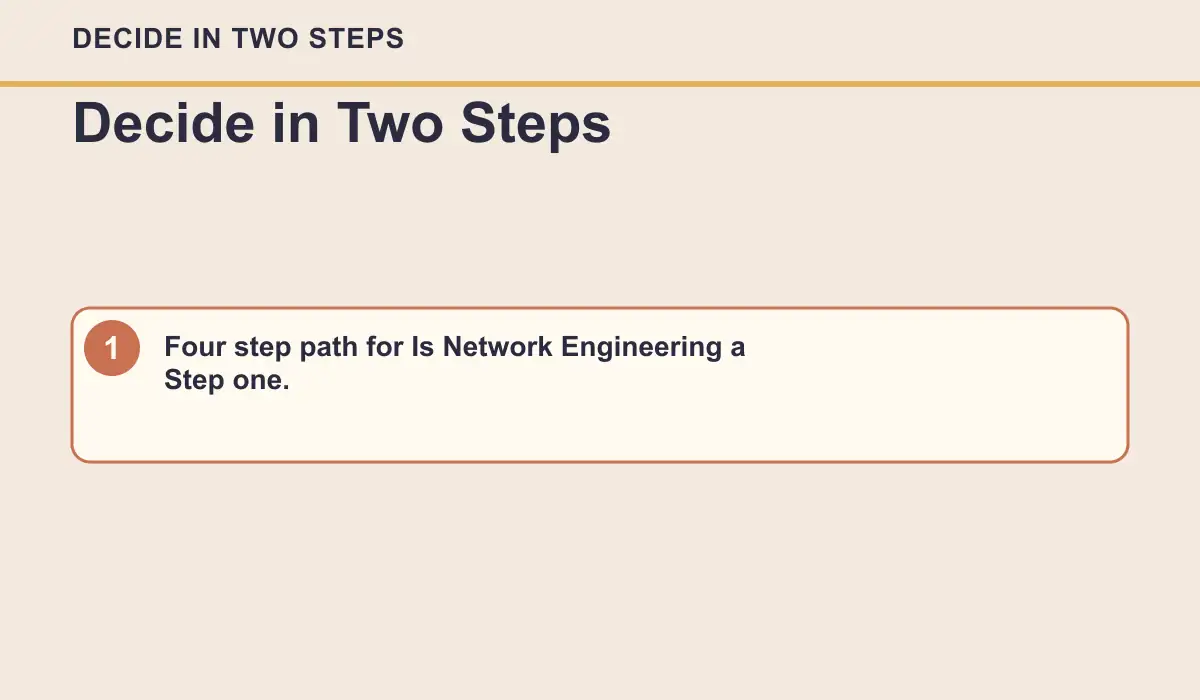 DECIDE IN TWO STEPS
Decide in Two Steps
1
Four step path for Is Network Engineering a
Step one.